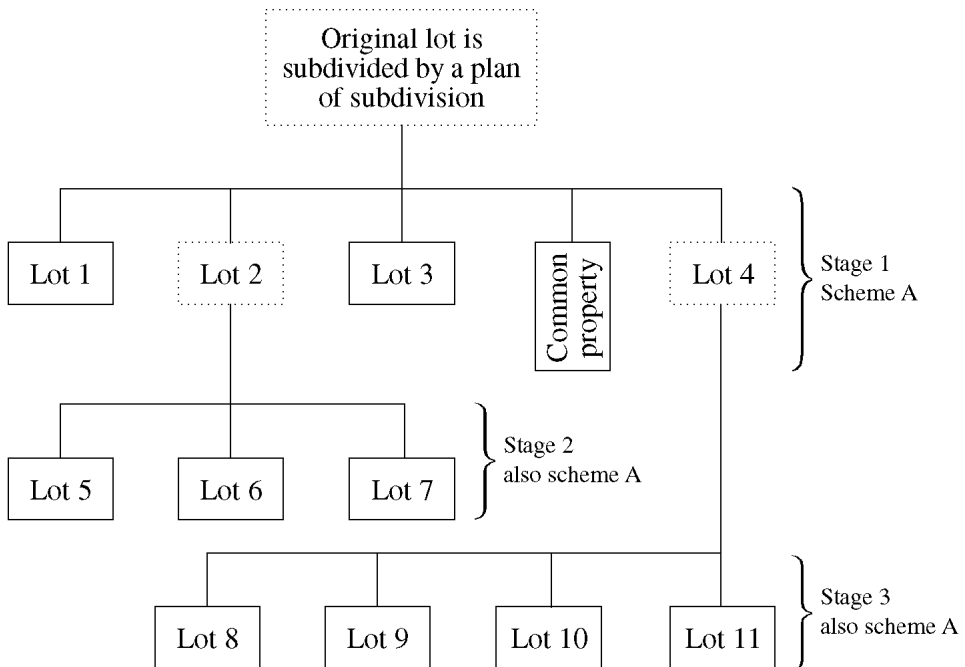 Original lot is
subdivided by a plan
of subdivision
Lot 1
Lot 2
Lot 3
Common
property
Lot 4
Stage 1
Scheme A
Lot 5
Lot 6
Lot 7
Stage 2
also scheme A
Lot 8
Lot 9
Lot 10
Lot 11
Stage 3
also scheme A